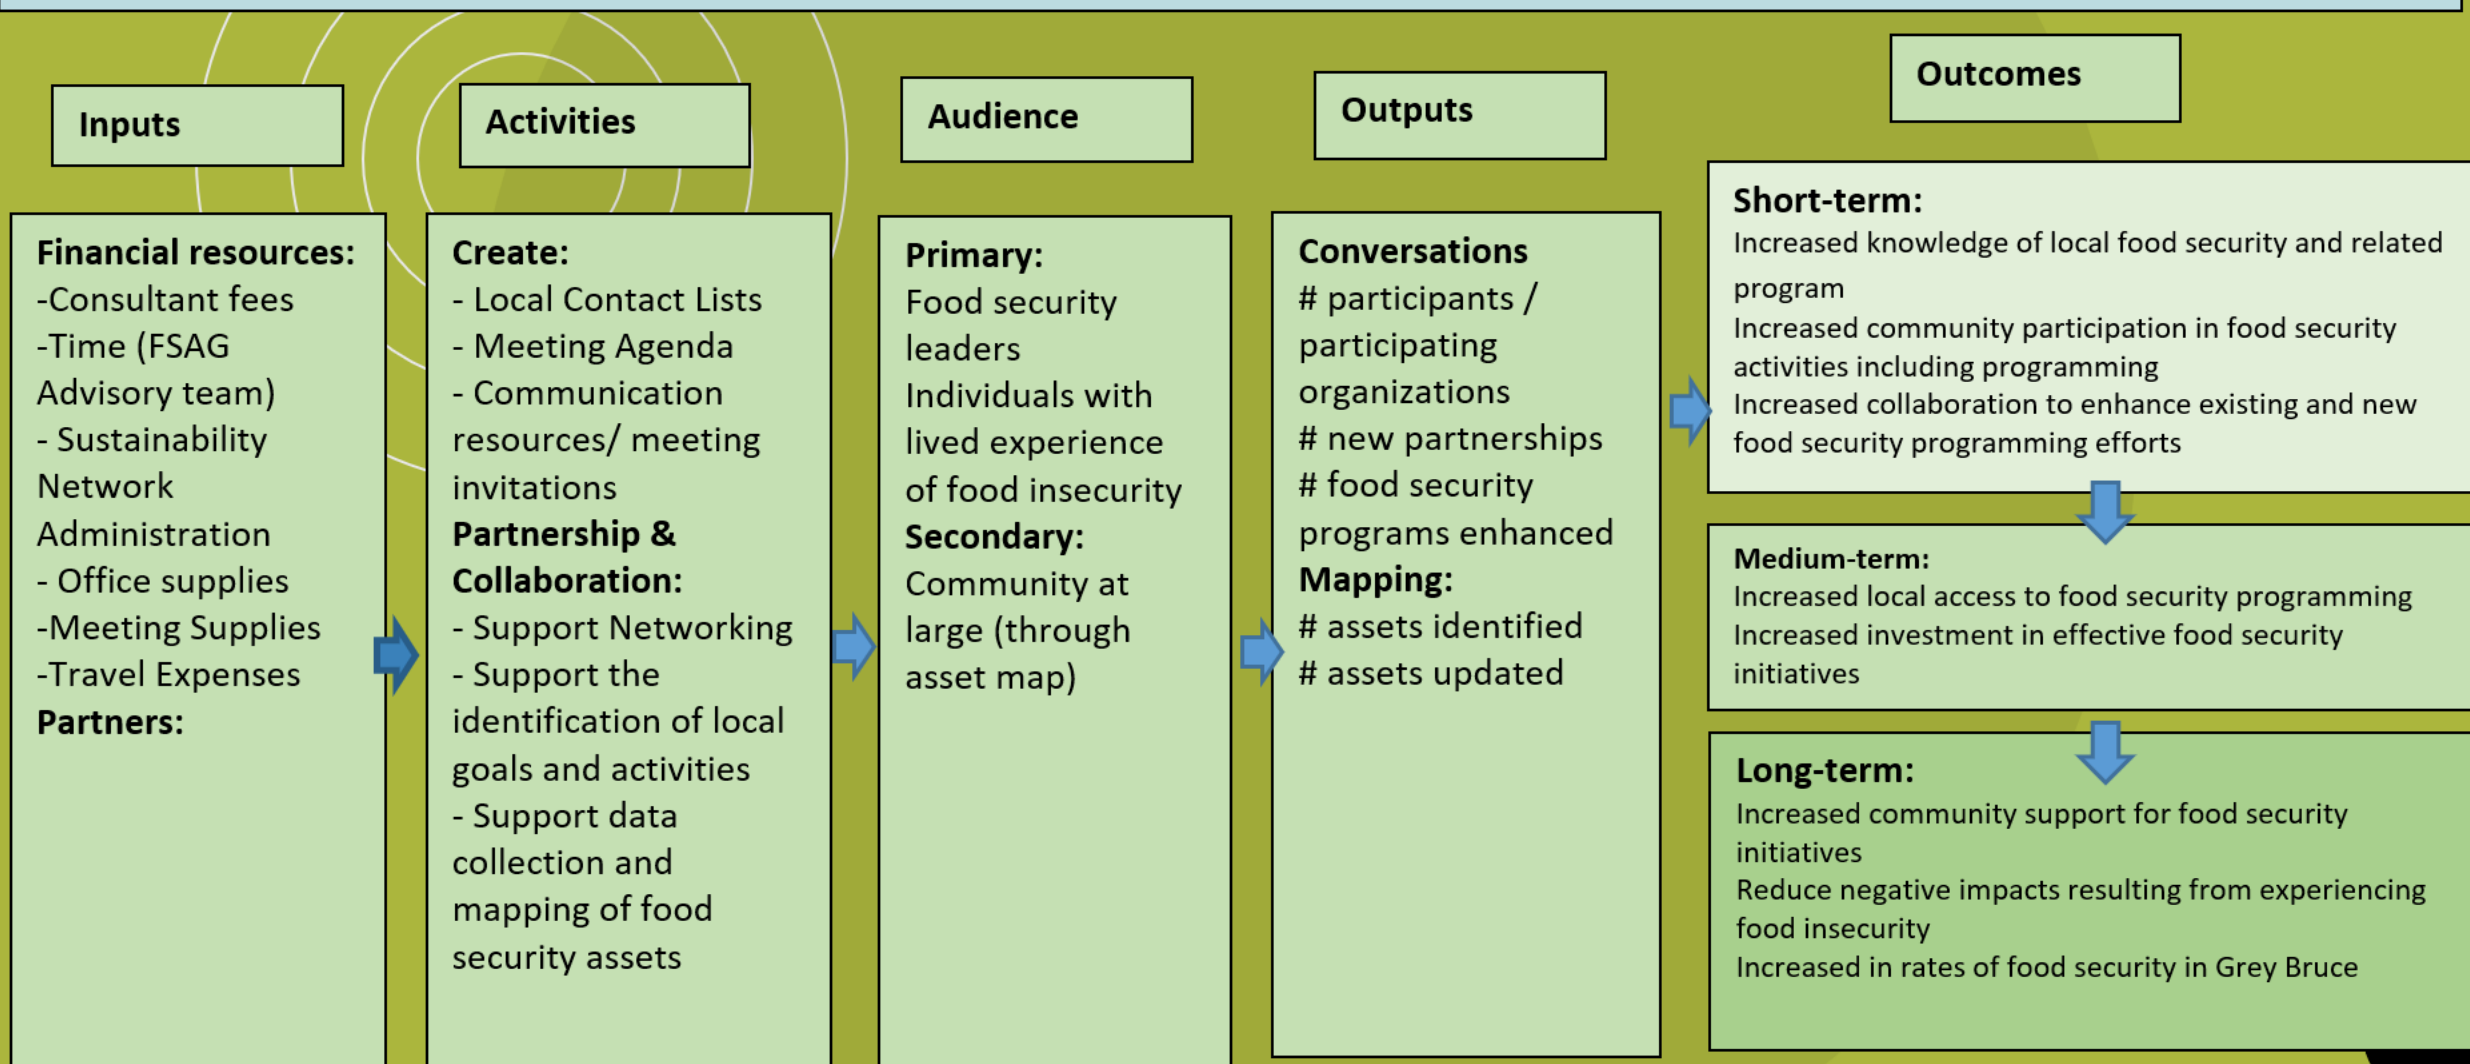 Inputs
Financial resources:
-Consultant fees
-Time (FSAG
Advisory team)
- Sustainability
Network
Administration
- Office supplies
-Meeting Supplies
-Travel Expenses
Partners:
Activities
Create:
- Local Contact Lists
- Meeting Agenda
- Communication
resources/ meeting
invitations
Partnership &
Collaboration:
- Support Networking
- Support the
identification of local
goals and activities
- Support data
collection and
mapping of food
security assets
Audience
Primary:
Food security
leaders
Individuals with
lived experience
of food insecurity
Secondary:
Community at
large (through
asset map)
Outputs
Conversations
# participants /
participating
organizations
# new partnerships
# food security
programs enhanced
Mapping:
# assets identified
# assets updated
Outcomes
Short-term:
Increased knowledge of local food security and related
program
Increased community participation in food security
activities including programming
Increased collaboration to enhance existing and new
food security programming efforts
Medium-term:
Increased local access to food security programming
Increased investment in effective food security
initiatives
Long-term:
Increased community support for food security
initiatives
Reduce negative impacts resulting from experiencing
food insecurity
Increased in rates of food security in Grey Bruce